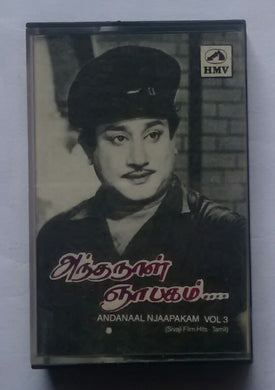 HMV
அந்தநாள்
ஞாபகம்....
ANDANAAL NJAAPAKAM VOL 3
(Sivaji Film Hits Tamil)